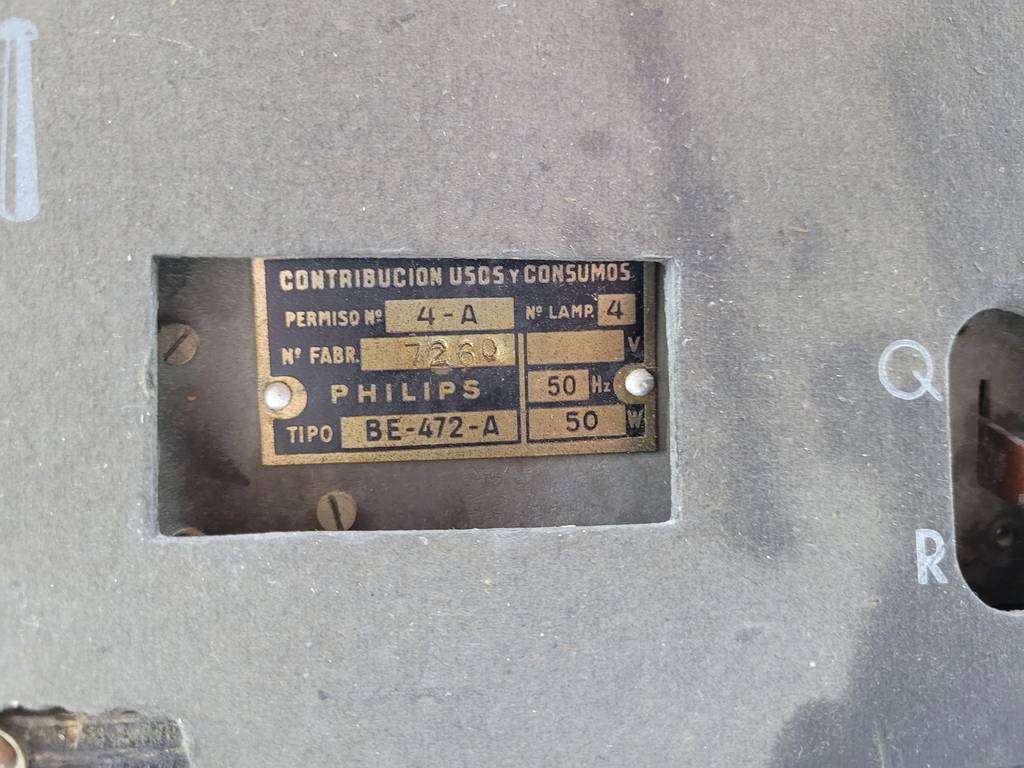 CONTRIBUCION USOS Y CONSUMOS
PERMISO Nº 4-A Nº LAMP. 4
Nº FABR. 7260 V
PHILIPS 50 Hz
TIPO BE-472-A 50 W
Q
R